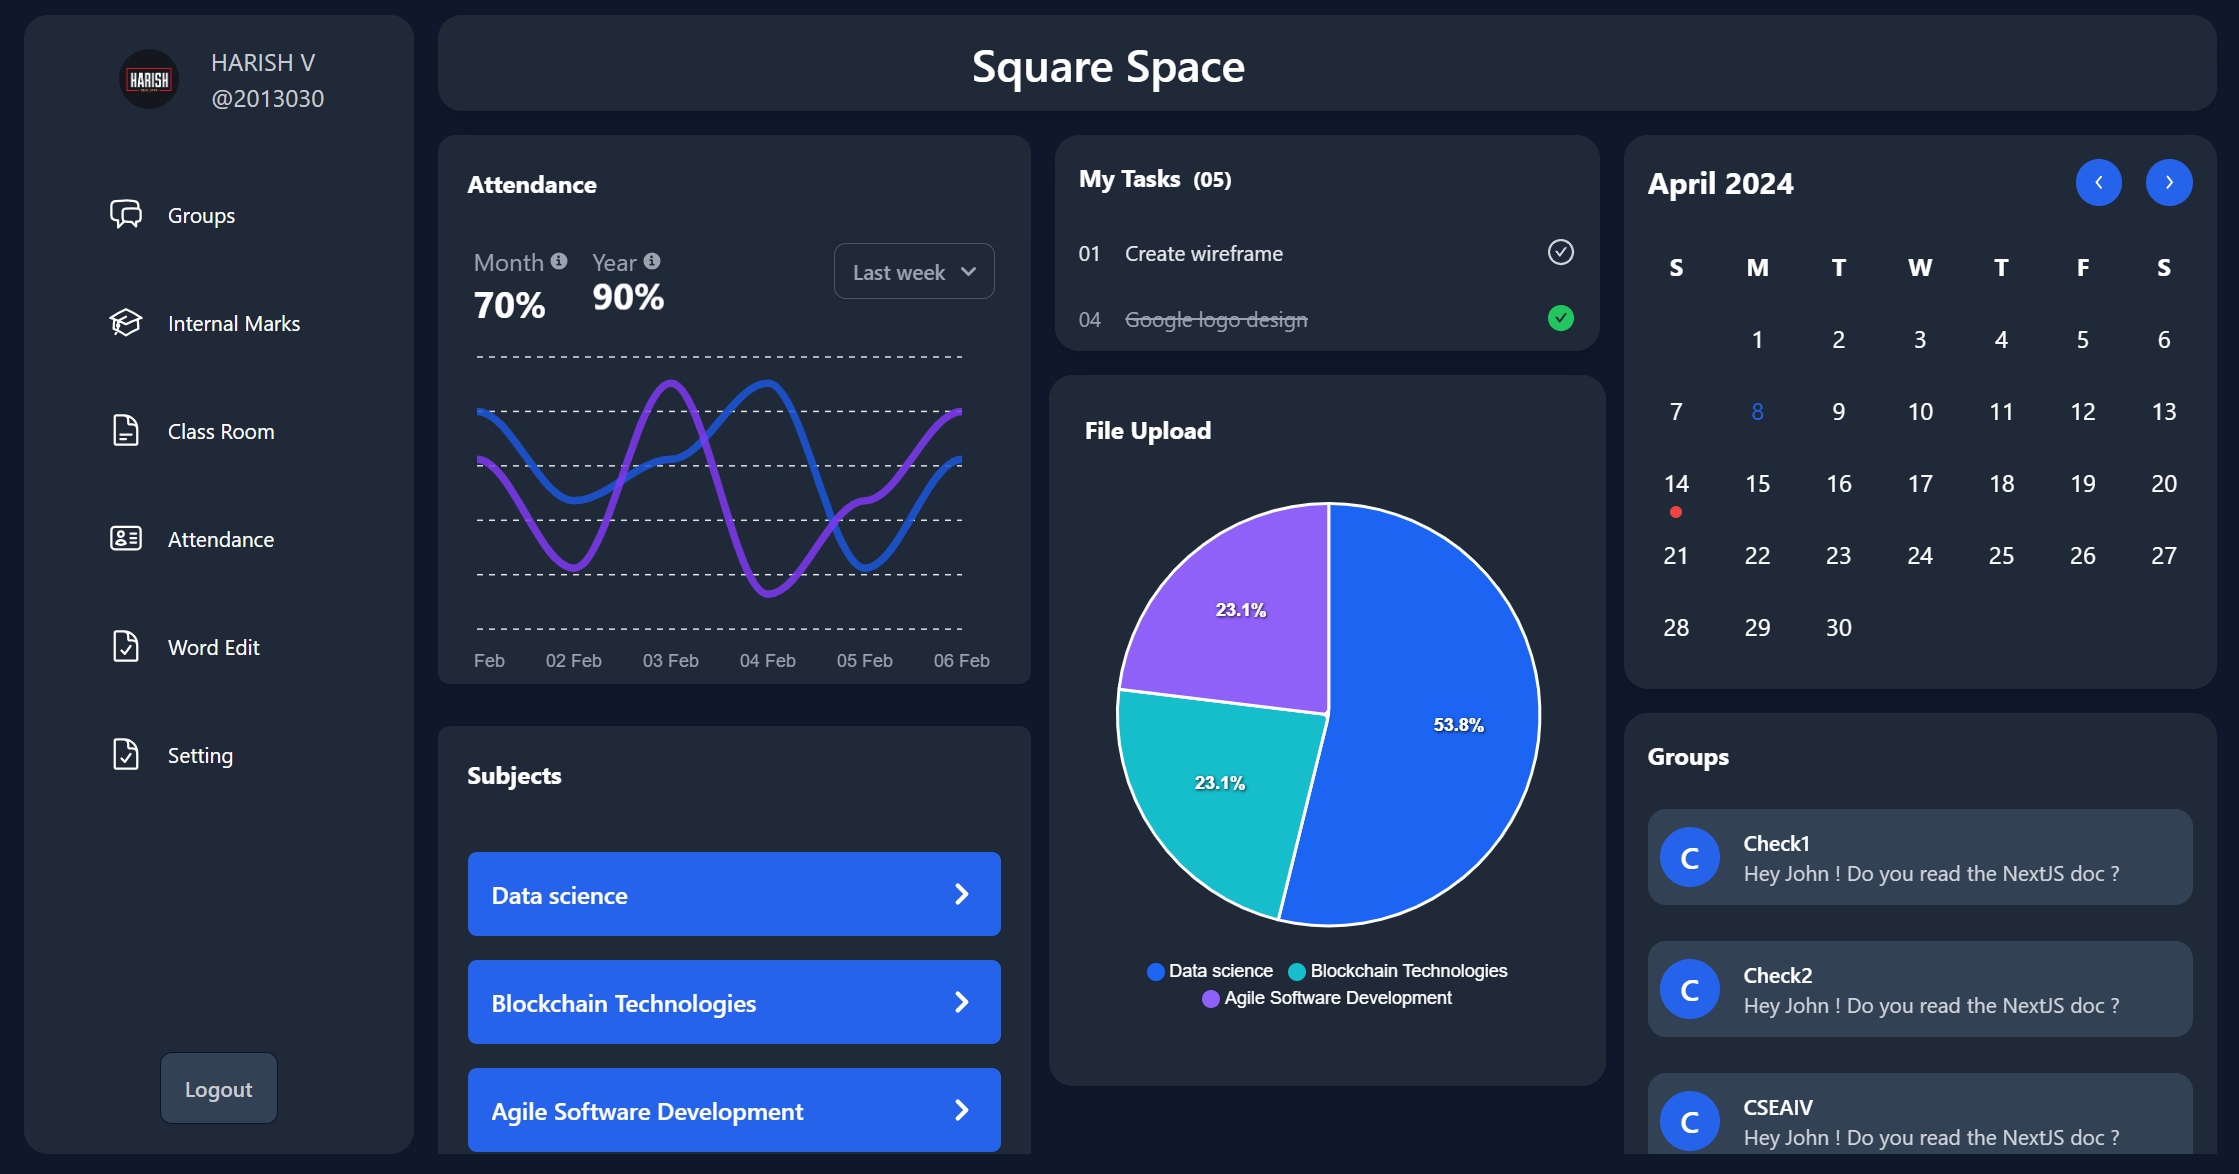 HARISH
HARISH V
@2013030
Groups
Internal Marks
Class Room
Attendance
Word Edit
Setting
Logout
Square Space
Attendance
Month
70%
Year
90%
Last week
Feb 02 Feb 03 Feb 04 Feb 05 Feb 06 Feb
Subjects
Data science
Blockchain Technologies
Agile Software Development
My Tasks (05)
01 Create wireframe
04 Google logo design
File Upload
23.1%
53.8%
23.1%
Data science Blockchain Technologies
Agile Software Development
April 2024
S M T W T F S
1 2 3 4 5 6
7 8 9 10 11 12 13
14 15 16 17 18 19 20
21 22 23 24 25 26 27
28 29 30
Groups
C
Check1
Hey John ! Do you read the NextJS doc ?
C
Check2
Hey John ! Do you read the NextJS doc ?
C
CSEAIV
Hey John ! Do you read the NextJS doc ?